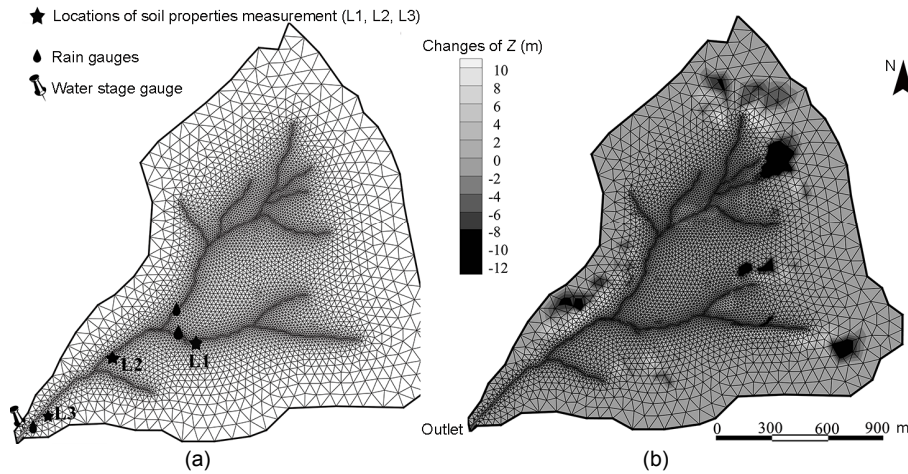 Locations of soil properties measurement (L1, L2, L3)
Rain gauges
Water stage gauge
L1
L2
L3
(a)
Changes of Z (m)
10
8
6
4
2
0
-2
-4
-6
-8
-10
-12
N
Outlet
0 300 600 900 m
(b)